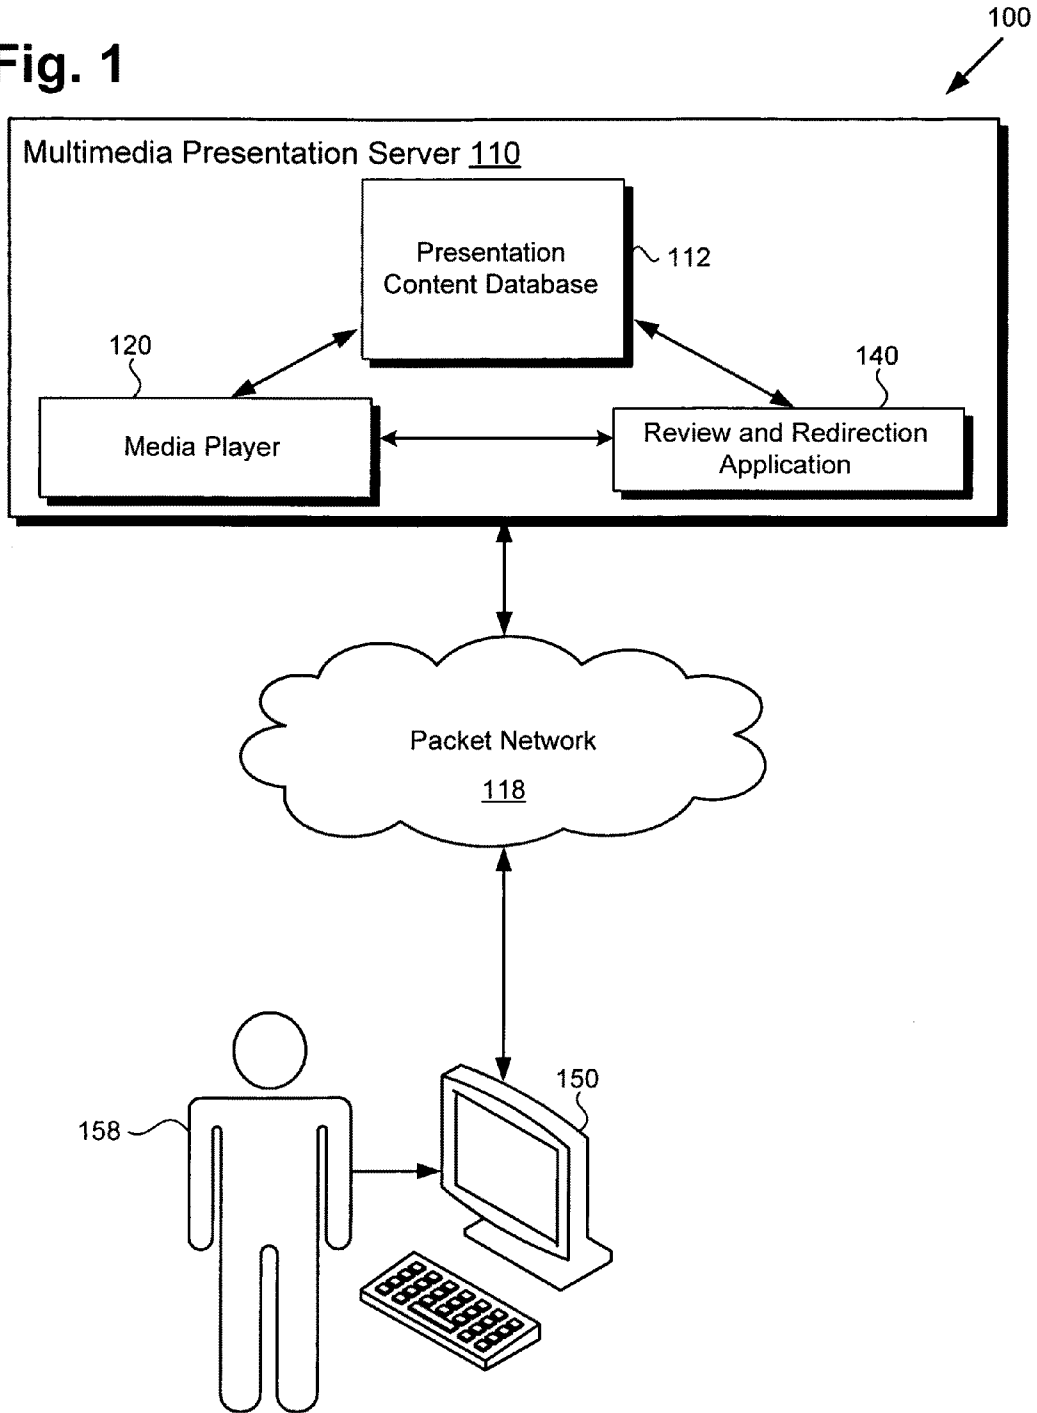 100
Fig. 1
Multimedia Presentation Server 110
Presentation
Content Database
112
120
140
Media Player
Review and Redirection
Application
Packet Network
118
150
158